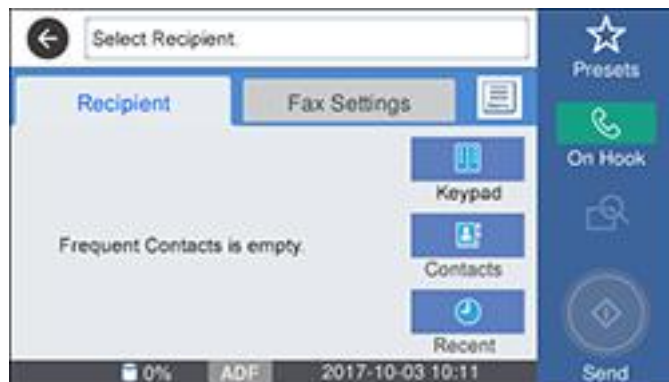 Select Recipient.
Presets
Recipient
Fax Settings
On Hook
Keypad
Frequent Contacts is empty.
Contacts
Recent
0% ADF 2017-10-03 10:11
Send